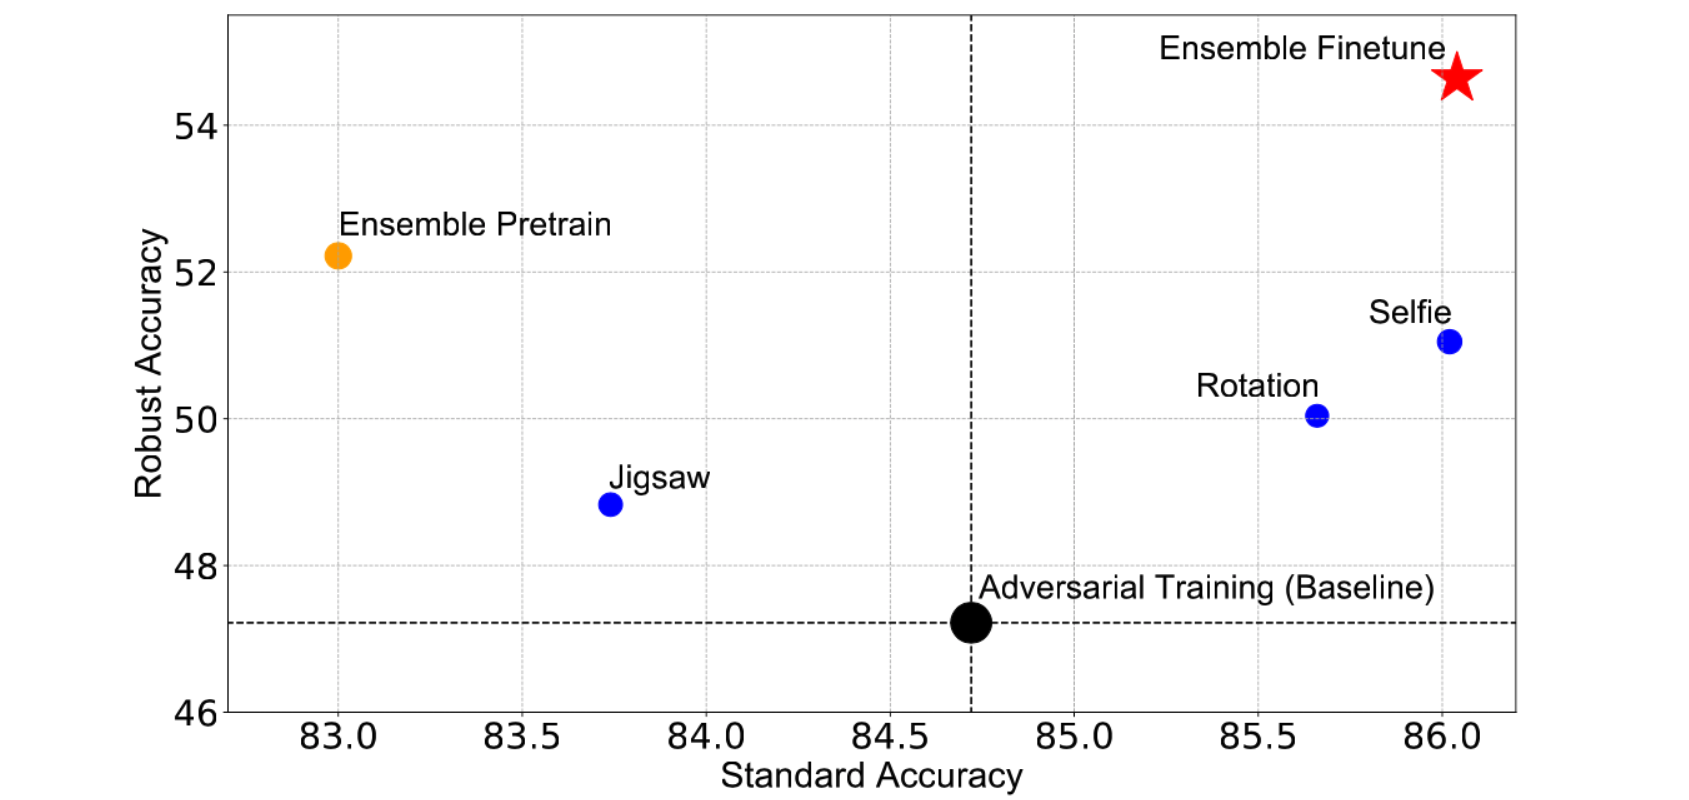 Ensemble Finetune
54
Ensemble Pretrain
52
Selfie
Rotation
50
Jigsaw
48
Adversarial Training (Baseline)
46
Robust Accuracy
83.0 83.5 84.0 84.5 85.0 85.5 86.0
Standard Accuracy